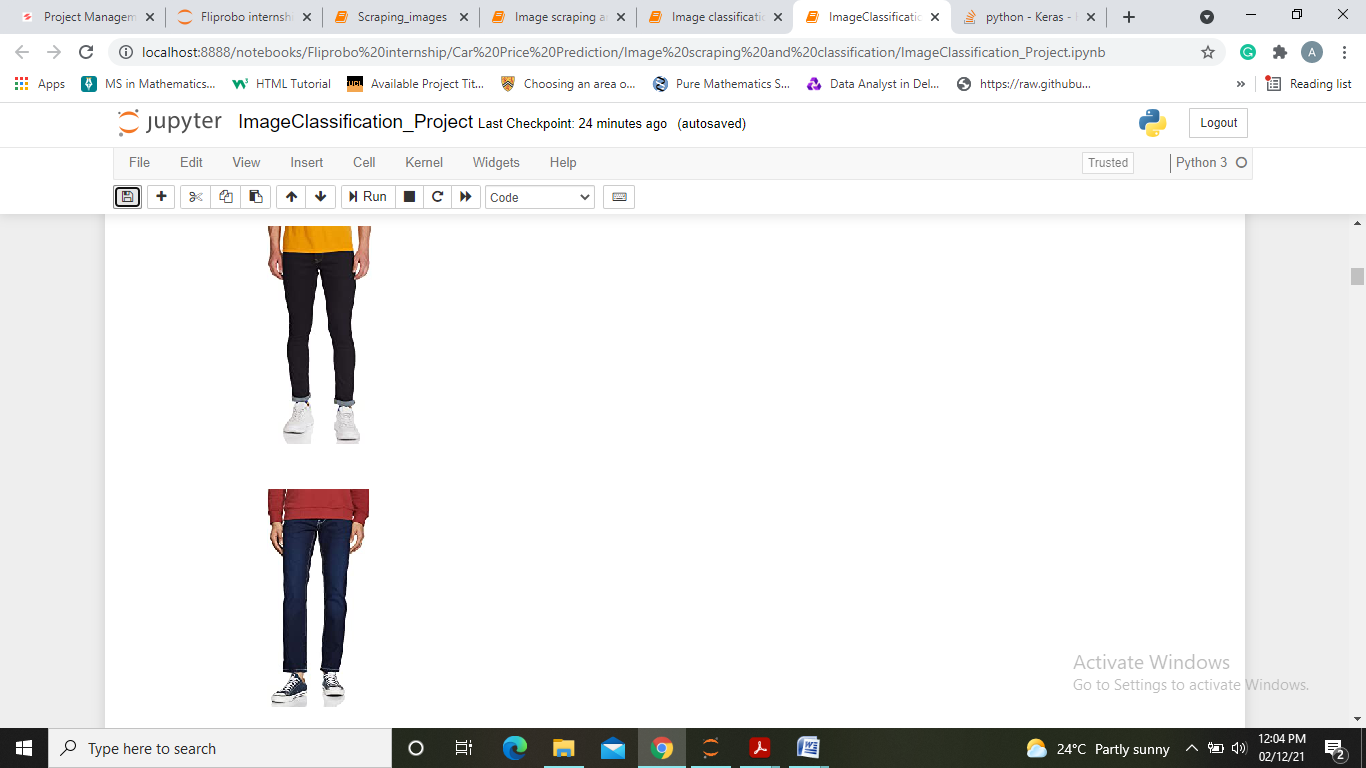 Project Managem
Fliprobo interns
Scraping_images
Image scraping a
Image classificati
ImageClassificatic
python - Keras -
localhost:8888/notebooks/Fliprobo%20internship/Car%20Price%20Prediction/Image%20scraping%20and%20classification/ImageClassification_Project.ipynb
A
Apps
MS in Mathematics...
HTML Tutorial
Available Project Tit...
Choosing an area o...
Pure Mathematics S...
Data Analyst in Del...
https://raw.githubu...
»
Reading list
jupyter ImageClassification_Project Last Checkpoint: 24 minutes ago (autosaved)
Logout
File Edit View Insert Cell Kernel Widgets Help
Trusted
Python 3
Run
Code
Activate Windows
Go to Settings to activate Windows.
Type here to search
24°C Partly sunny
12:04 PM
02/12/21
2